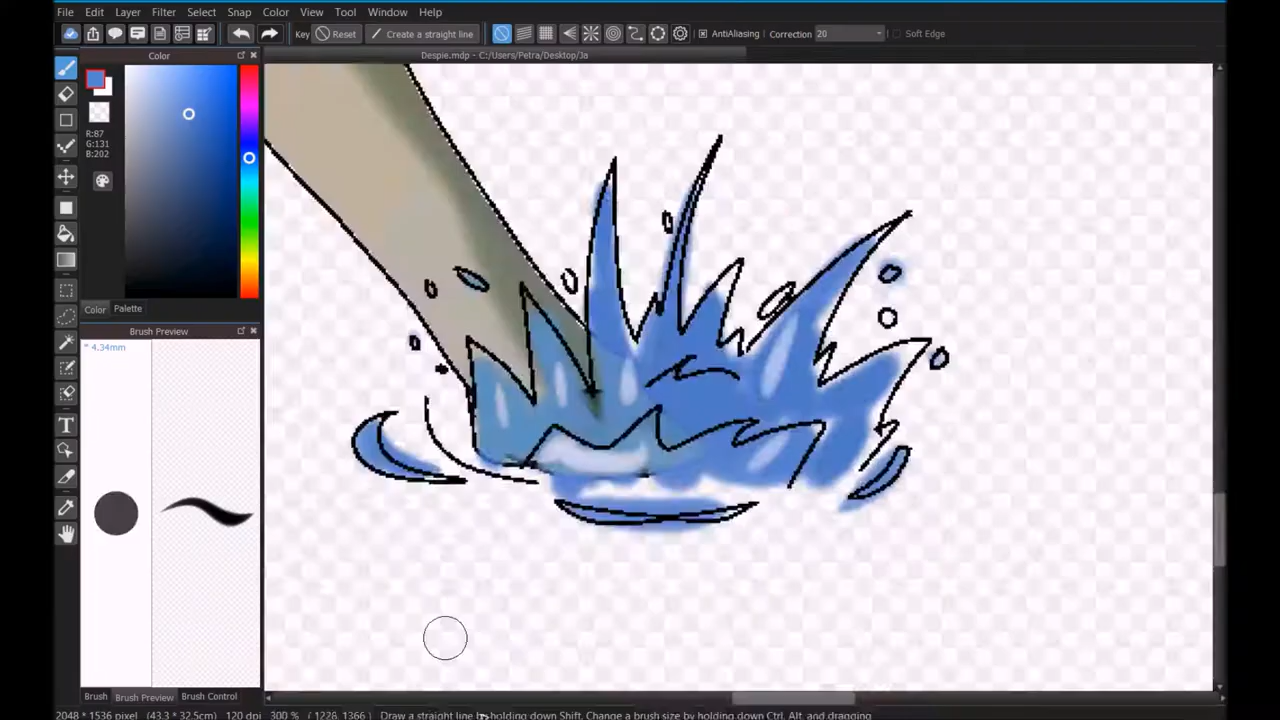 File Edit Layer Filter Select Snap Color View Tool Window Help
Key Reset Create a straight line AntiAliasing Correction 20 Soft Edge
Color
Despie.mdp - C:/Users/Petra/Desktop/Ja
R:87
G:131
B:202
Color Palette
Brush Preview
* 4.34mm
Brush Brush Preview Brush Control
2048 * 1536 pixel (43.3 * 32.5cm) 120 dpi 300 % ( 1228, 1366 ) Draw a straight line by holding down Shift, Change a brush size by holding down Ctrl, Alt, and dragging